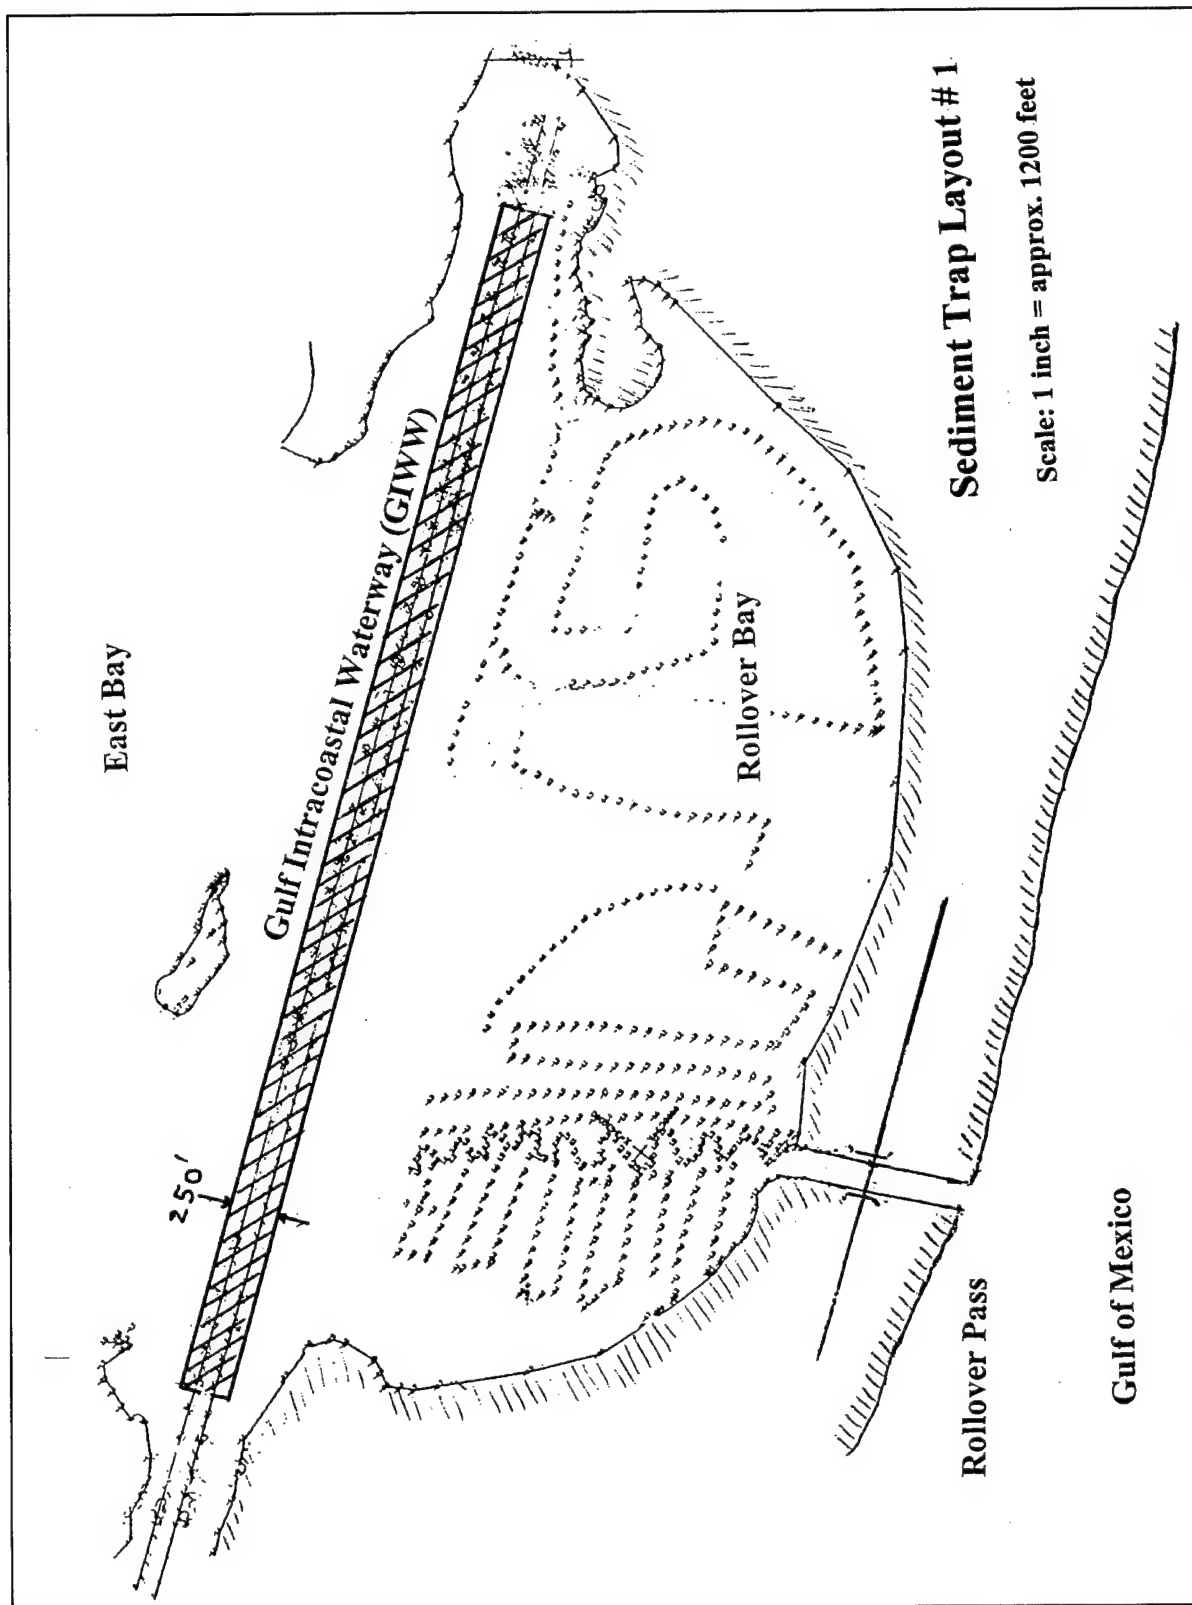 East Bay
Gulf Intracoastal Waterway (GIWW)
250'
Rollover Bay
Sediment Trap Layout # 1
Scale: 1 inch = approx. 1200 feet
Rollover Pass
Gulf of Mexico